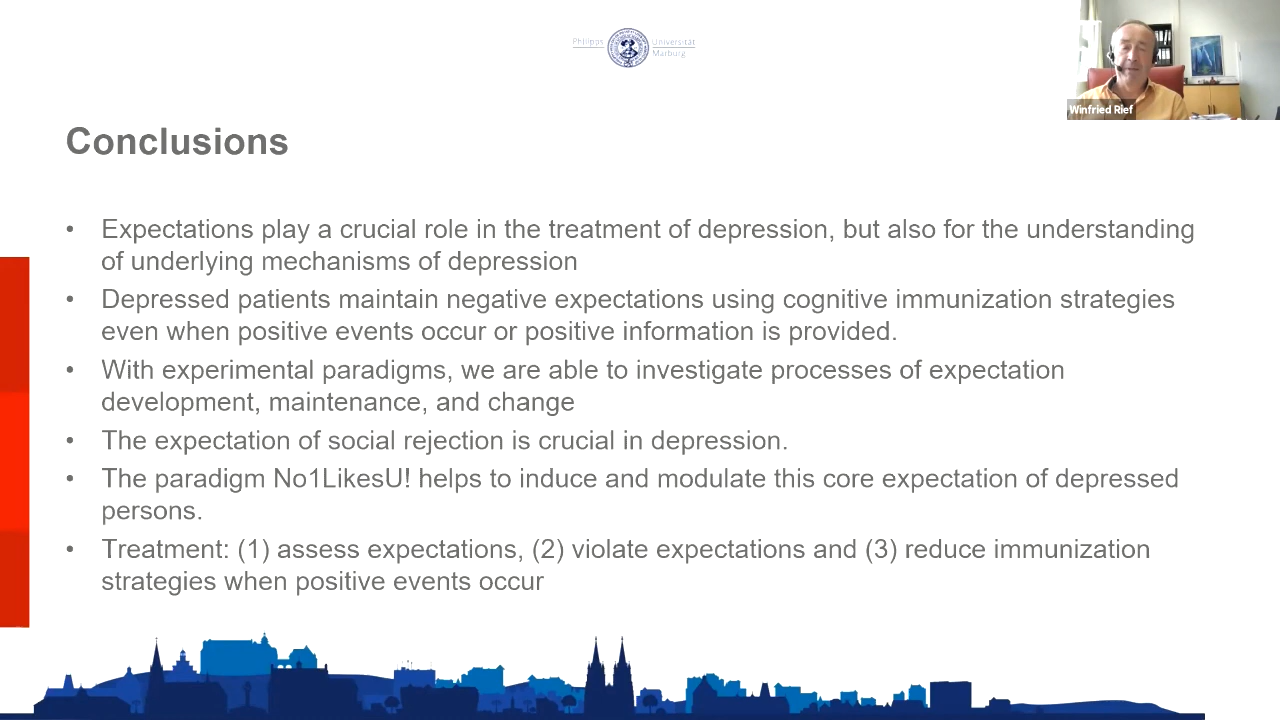 Philipps Universität
Marburg
Winfried Rief
Conclusions
• Expectations play a crucial role in the treatment of depression, but also for the understanding
of underlying mechanisms of depression
• Depressed patients maintain negative expectations using cognitive immunization strategies
even when positive events occur or positive information is provided.
• With experimental paradigms, we are able to investigate processes of expectation
development, maintenance, and change
• The expectation of social rejection is crucial in depression.
• The paradigm No1LikesU! helps to induce and modulate this core expectation of depressed
persons.
• Treatment: (1) assess expectations, (2) violate expectations and (3) reduce immunization
strategies when positive events occur